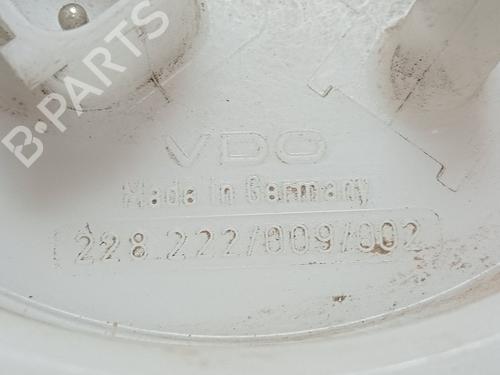 B-PARTS
VDO
Made in Germany
228.222/009/002